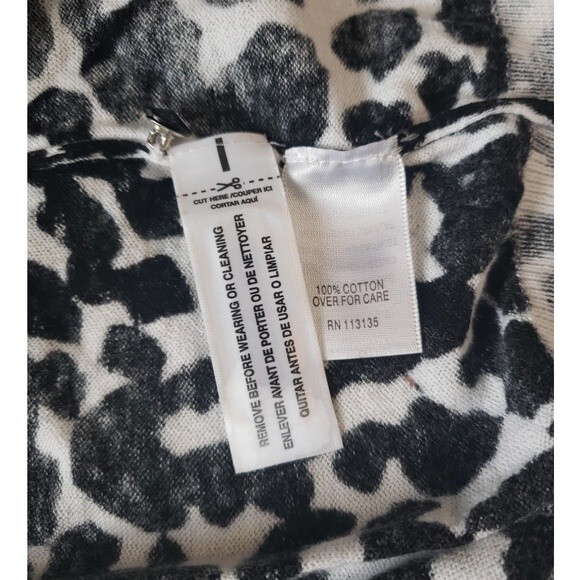 CUT HERE /COUPER ICI
CORTAR AQUÍ
REMOVE BEFORE WEARING OR CLEANING
ENLEVER AVANT DE PORTER OU DE NETTOYER
QUITAR ANTES DE USAR O LIMPIAR
100% COTTON
OVER FOR CARE
RN 113135